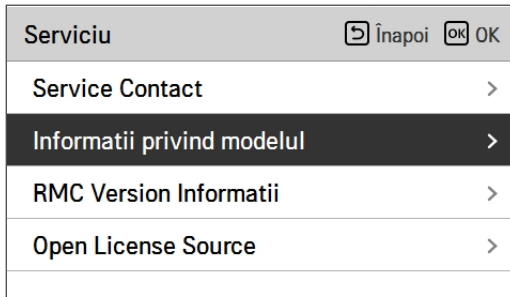 Serviciu Înapoi OK OK
Service Contact
Informatii privind modelul
RMC Version Informatii
Open License Source